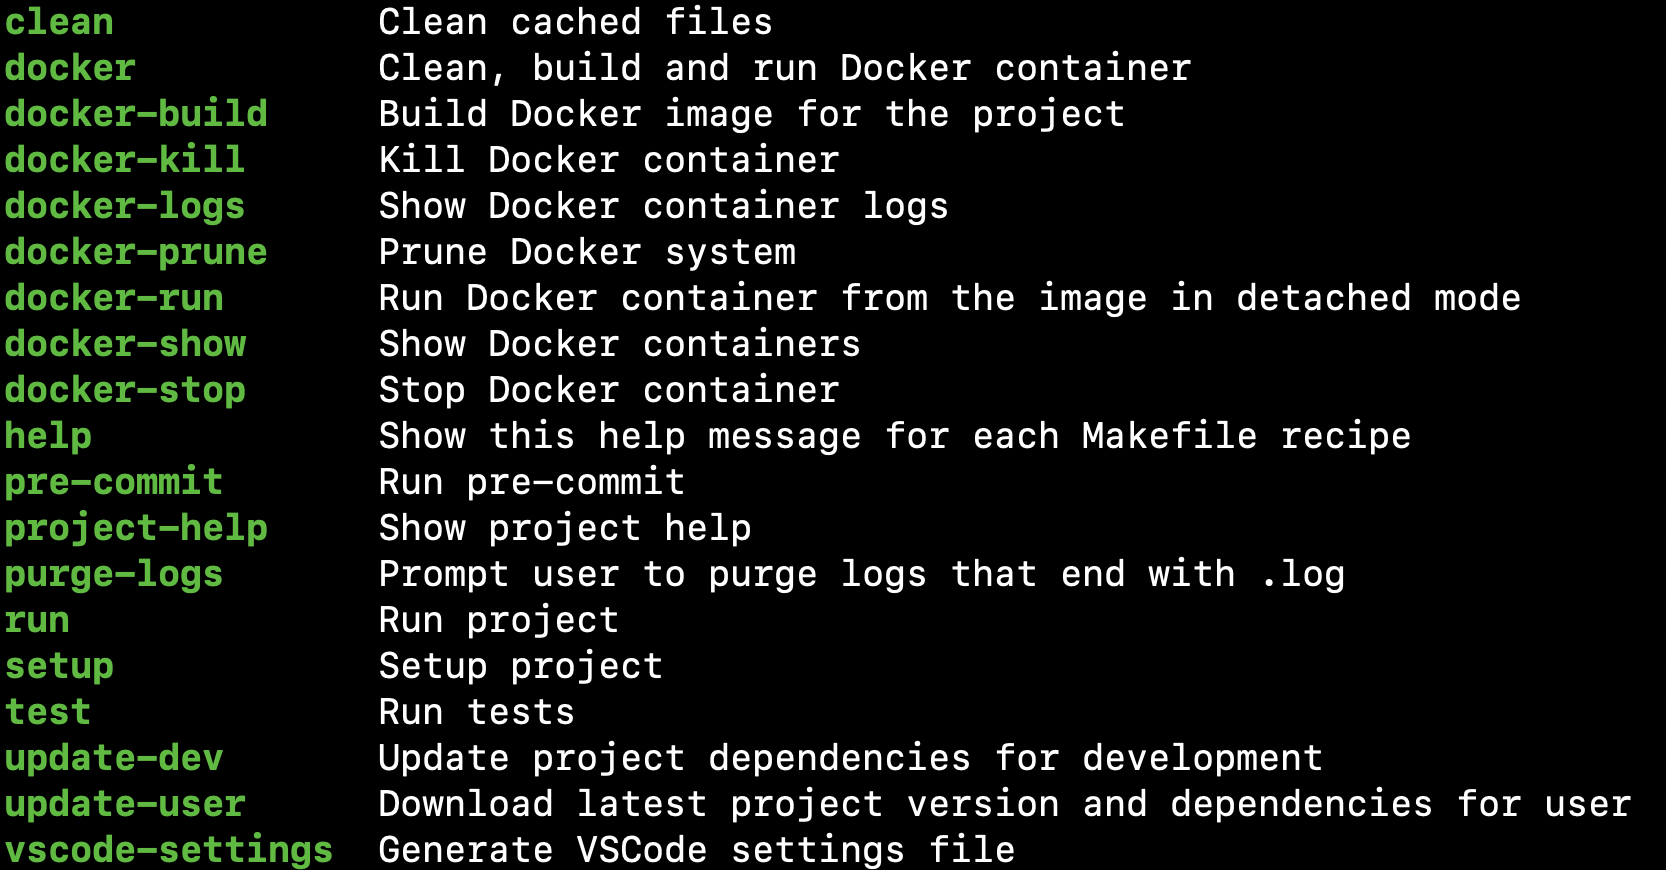 clean Clean cached files
docker Clean, build and run Docker container
docker-build Build Docker image for the project
docker-kill Kill Docker container
docker-logs Show Docker container logs
docker-prune Prune Docker system
docker-run Run Docker container from the image in detached mode
docker-show Show Docker containers
docker-stop Stop Docker container
help Show this help message for each Makefile recipe
pre-commit Run pre-commit
project-help Show project help
purge-logs Prompt user to purge logs that end with .log
run Run project
setup Setup project
test Run tests
update-dev Update project dependencies for development
update-user Download latest project version and dependencies for user
vscode-settings Generate VSCode settings file